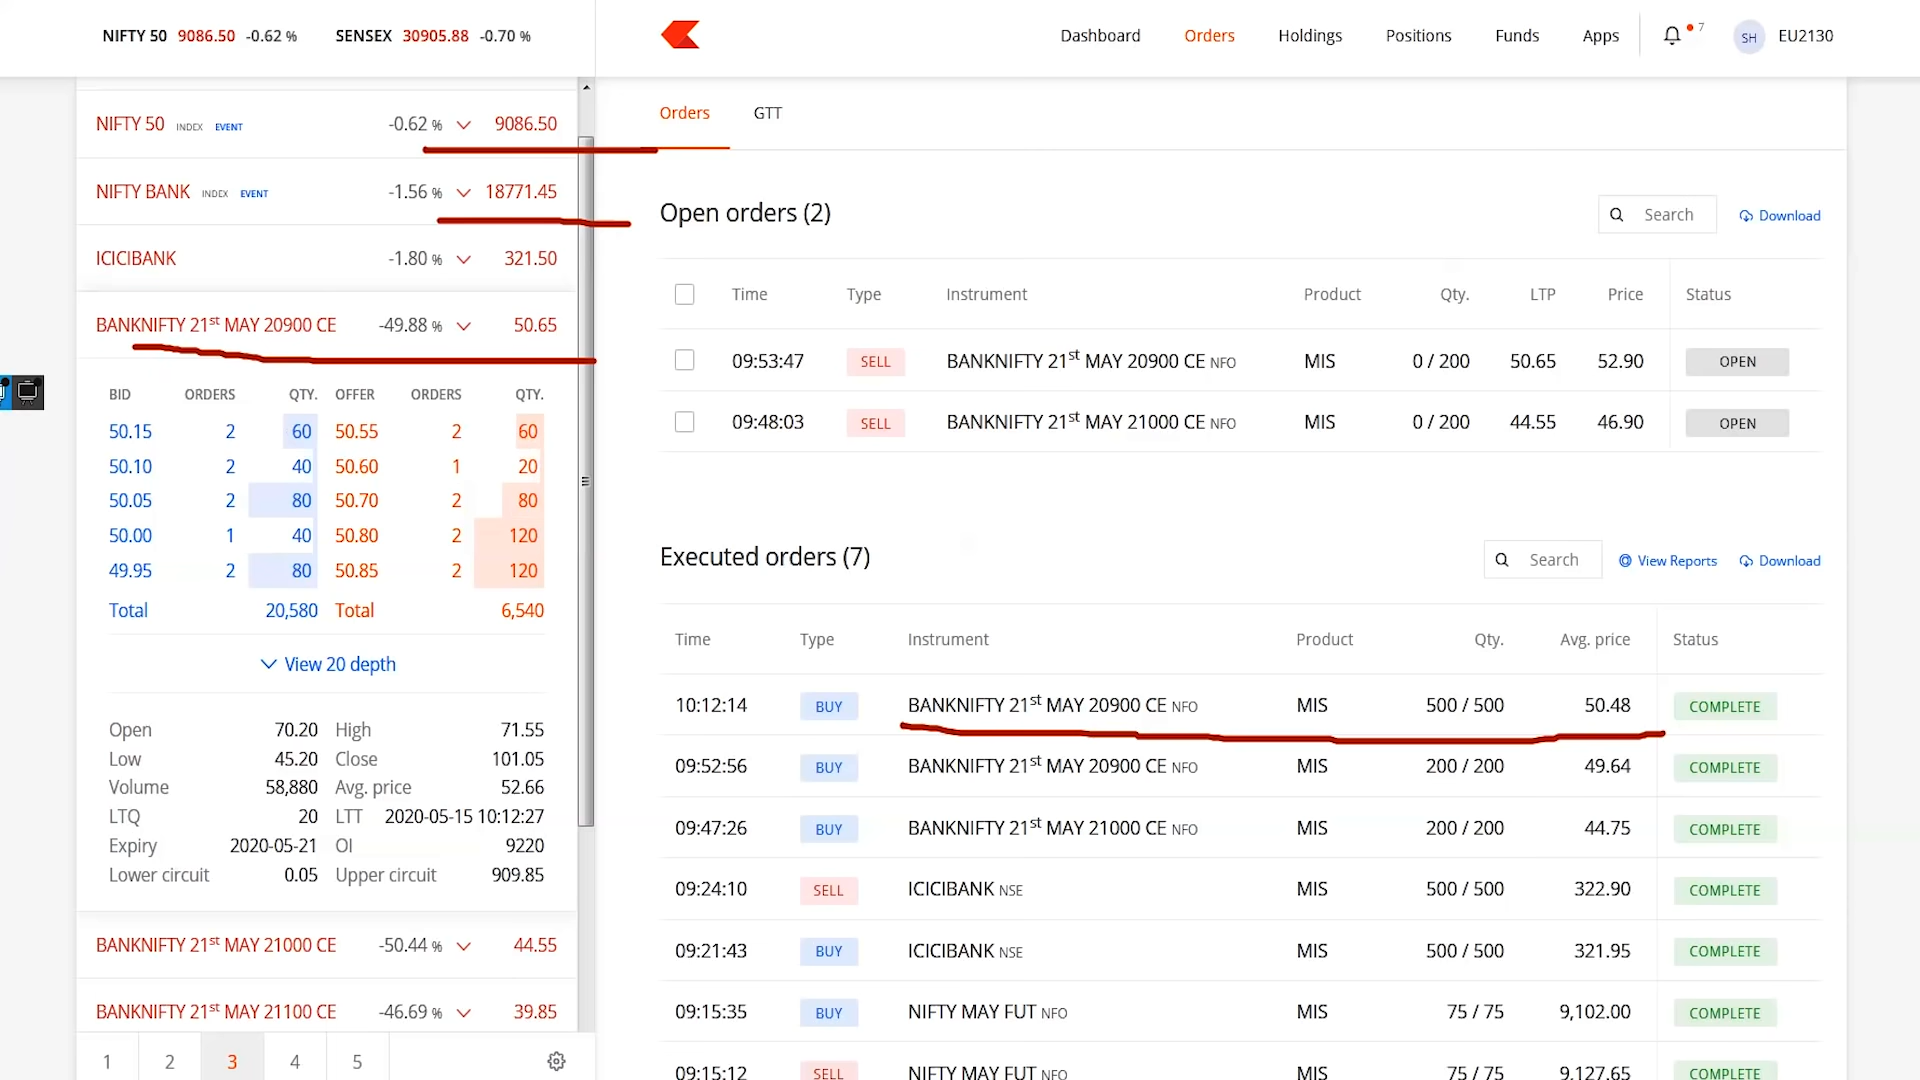 NIFTY 50 9086.50 -0.62 % SENSEX 30905.88 -0.70 %
Dashboard Orders Holdings Positions Funds Apps 7 SH EU2130
NIFTY 50 INDEX EVENT -0.62 % 9086.50
NIFTY BANK INDEX EVENT -1.56 % 18771.45
ICICIBANK -1.80 % 321.50
BANKNIFTY 21st MAY 20900 CE -49.88 % 50.65
BID ORDERS QTY. OFFER ORDERS QTY.
50.15 2 60 50.55 2 60
50.10 2 40 50.60 1 20
50.05 2 80 50.70 2 80
50.00 1 40 50.80 2 120
49.95 2 80 50.85 2 120
Total 20,580 Total 6,540
View 20 depth
Open 70.20 High 71.55
Low 45.20 Close 101.05
Volume 58,880 Avg. price 52.66
LTQ 20 LTT 2020-05-15 10:12:27
Expiry 2020-05-21 OI 9220
Lower circuit 0.05 Upper circuit 909.85
BANKNIFTY 21st MAY 21000 CE -50.44 % 44.55
BANKNIFTY 21st MAY 21100 CE -46.69 % 39.85
1 2 3 4 5
Orders GTT
Open orders (2) Search Download
Time Type Instrument Product Qty. LTP Price Status
09:53:47 SELL BANKNIFTY 21st MAY 20900 CE NFO MIS 0 / 200 50.65 52.90 OPEN
09:48:03 SELL BANKNIFTY 21st MAY 21000 CE NFO MIS 0 / 200 44.55 46.90 OPEN
Executed orders (7) Search View Reports Download
Time Type Instrument Product Qty. Avg. price Status
10:12:14 BUY BANKNIFTY 21st MAY 20900 CE NFO MIS 500 / 500 50.48 COMPLETE
09:52:56 BUY BANKNIFTY 21st MAY 20900 CE NFO MIS 200 / 200 49.64 COMPLETE
09:47:26 BUY BANKNIFTY 21st MAY 21000 CE NFO MIS 200 / 200 44.75 COMPLETE
09:24:10 SELL ICICIBANK NSE MIS 500 / 500 322.90 COMPLETE
09:21:43 BUY ICICIBANK NSE MIS 500 / 500 321.95 COMPLETE
09:15:35 BUY NIFTY MAY FUT NFO MIS 75 / 75 9,102.00 COMPLETE
09:15:12 SELL NIFTY MAY FUT NFO MIS 75 / 75 9,127.65 COMPLETE